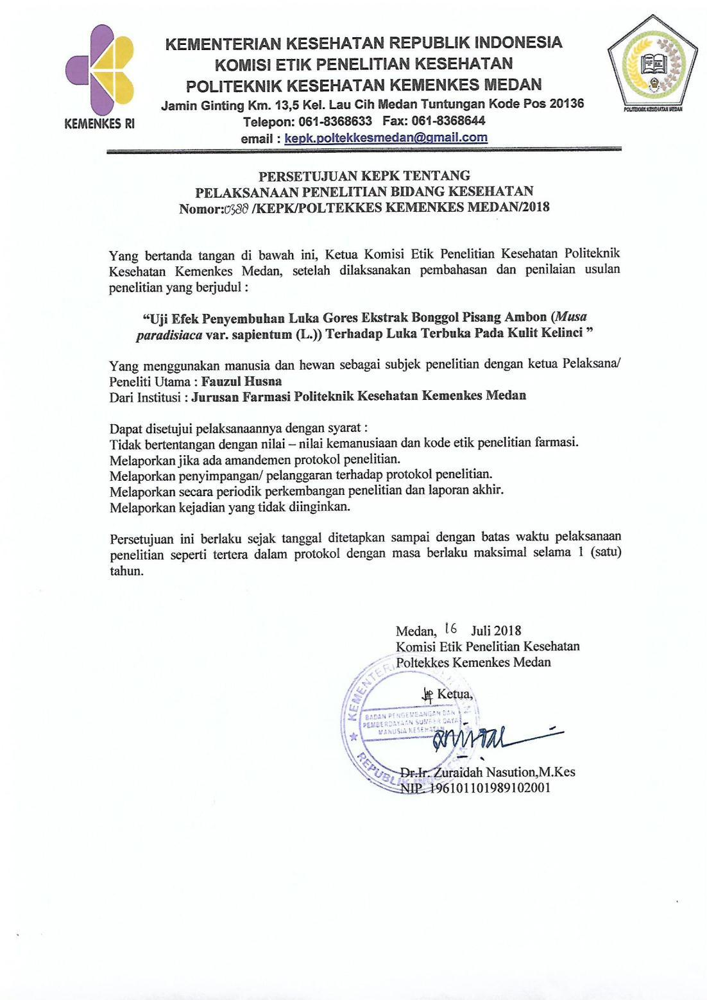 KEMENTERIAN KESEHATAN REPUBLIK INDONESIA
KOMISI ETIK PENELITIAN KESEHATAN
POLITEKNIK KESEHATAN KEMENKES MEDAN
Jamin Ginting Km. 13,5 Kel. Lau Cih Medan Tuntungan Kode Pos 20136
Telepon: 061-8368633 Fax: 061-8368644
email : kepk.poltekkesmedan@gmail.com
KEMENKES RI
POLITEKNIK KESEHATAN MEDAN
PERSETUJUAN KEPK TENTANG
PELAKSANAAN PENELITIAN BIDANG KESEHATAN
Nomor: /KEPK/POLTEKKES KEMENKES MEDAN/2018
Yang bertanda tangan di bawah ini, Ketua Komisi Etik Penelitian Kesehatan Politeknik
Kesehatan Kemenkes Medan, setelah dilaksanakan pembahasan dan penilaian usulan
penelitian yang berjudul :
“Uji Efek Penyembuhan Luka Gores Ekstrak Bonggol Pisang Ambon (Musa
paradisiaca var. sapientum (L.)) Terhadap Luka Terbuka Pada Kulit Kelinci ”
Yang menggunakan manusia dan hewan sebagai subjek penelitian dengan ketua Pelaksana/
Peneliti Utama : Fauzul Husna
Dari Institusi : Jurusan Farmasi Politeknik Kesehatan Kemenkes Medan
Dapat disetujui pelaksanaannya dengan syarat :
Tidak bertentangan dengan nilai – nilai kemanusiaan dan kode etik penelitian farmasi.
Melaporkan jika ada amandemen protokol penelitian.
Melaporkan penyimpangan/ pelanggaran terhadap protokol penelitian.
Melaporkan secara periodik perkembangan penelitian dan laporan akhir.
Melaporkan kejadian yang tidak diinginkan.
Persetujuan ini berlaku sejak tanggal ditetapkan sampai dengan batas waktu pelaksanaan
penelitian seperti tertera dalam protokol dengan masa berlaku maksimal selama 1 (satu)
tahun.
Medan, 16 Juli 2018
Komisi Etik Penelitian Kesehatan
Poltekkes Kemenkes Medan
Ketua,
BADAN PENGEMBANGAN DAN
PEMBERDAYAAN SUMBER DAYA
MANUSIA KESEHATAN
REPUBLIK INDONESIA
Dr.Ir. Zuraidah Nasution,M.Kes
NIP. 196101101989102001